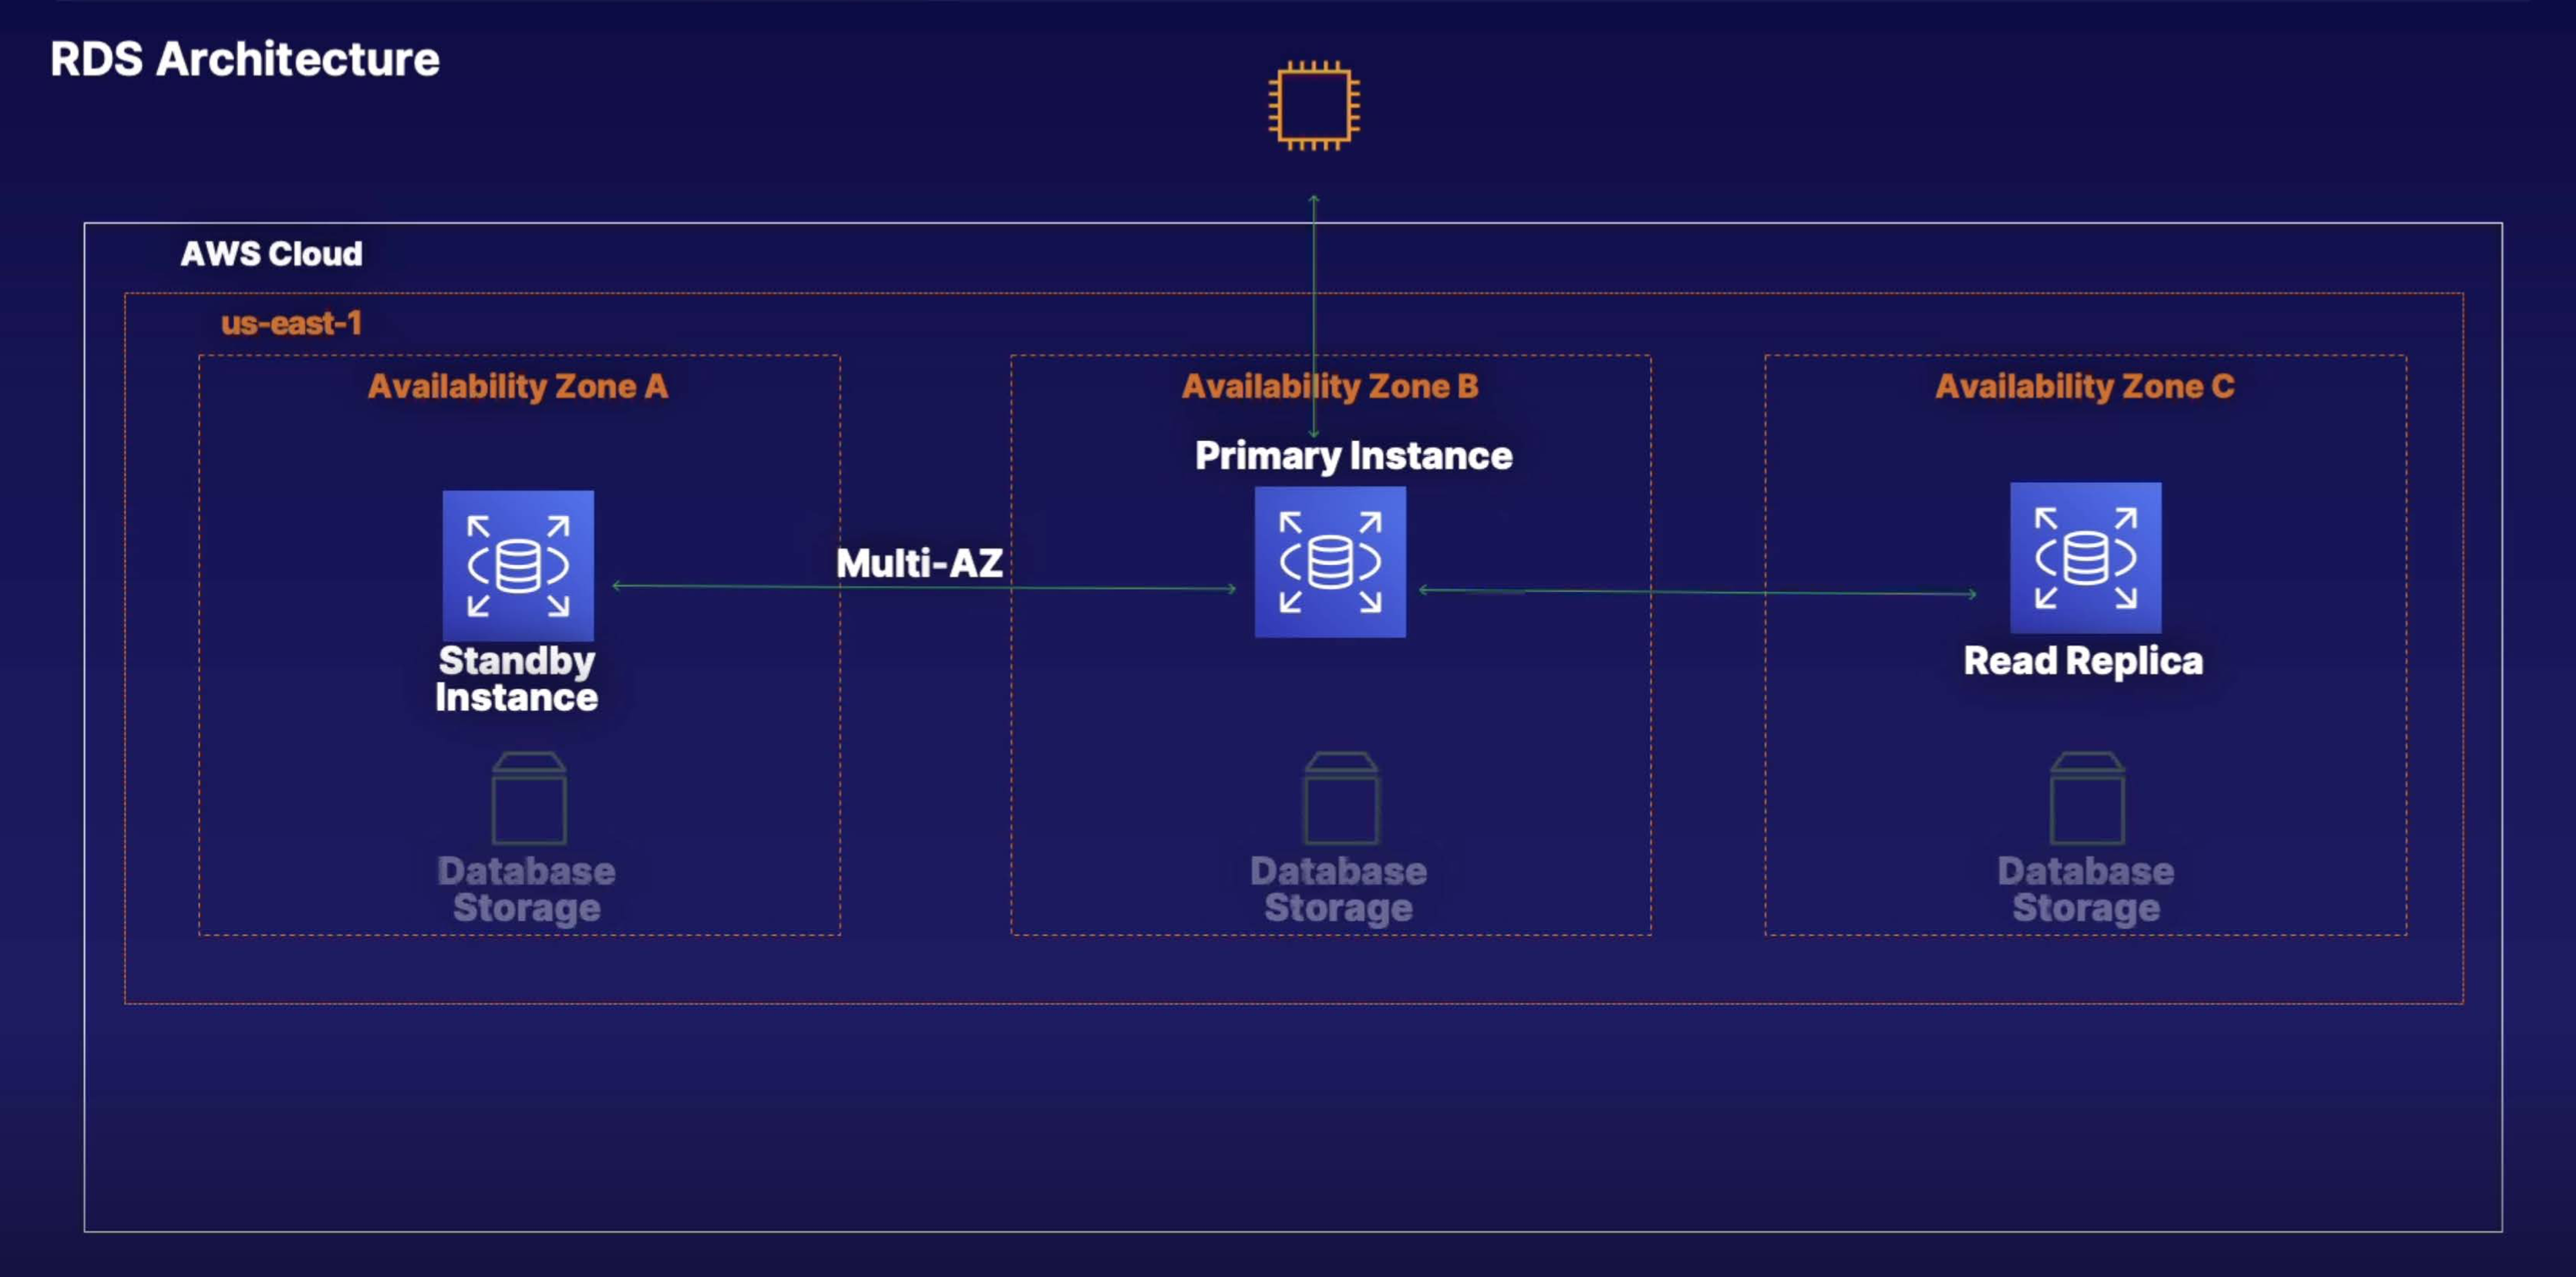 RDS Architecture
AWS Cloud
us-east-1
Availability Zone A
Availability Zone B
Availability Zone C
Primary Instance
Multi-AZ
Standby
Instance
Read Replica
Database
Storage
Database
Storage
Database
Storage